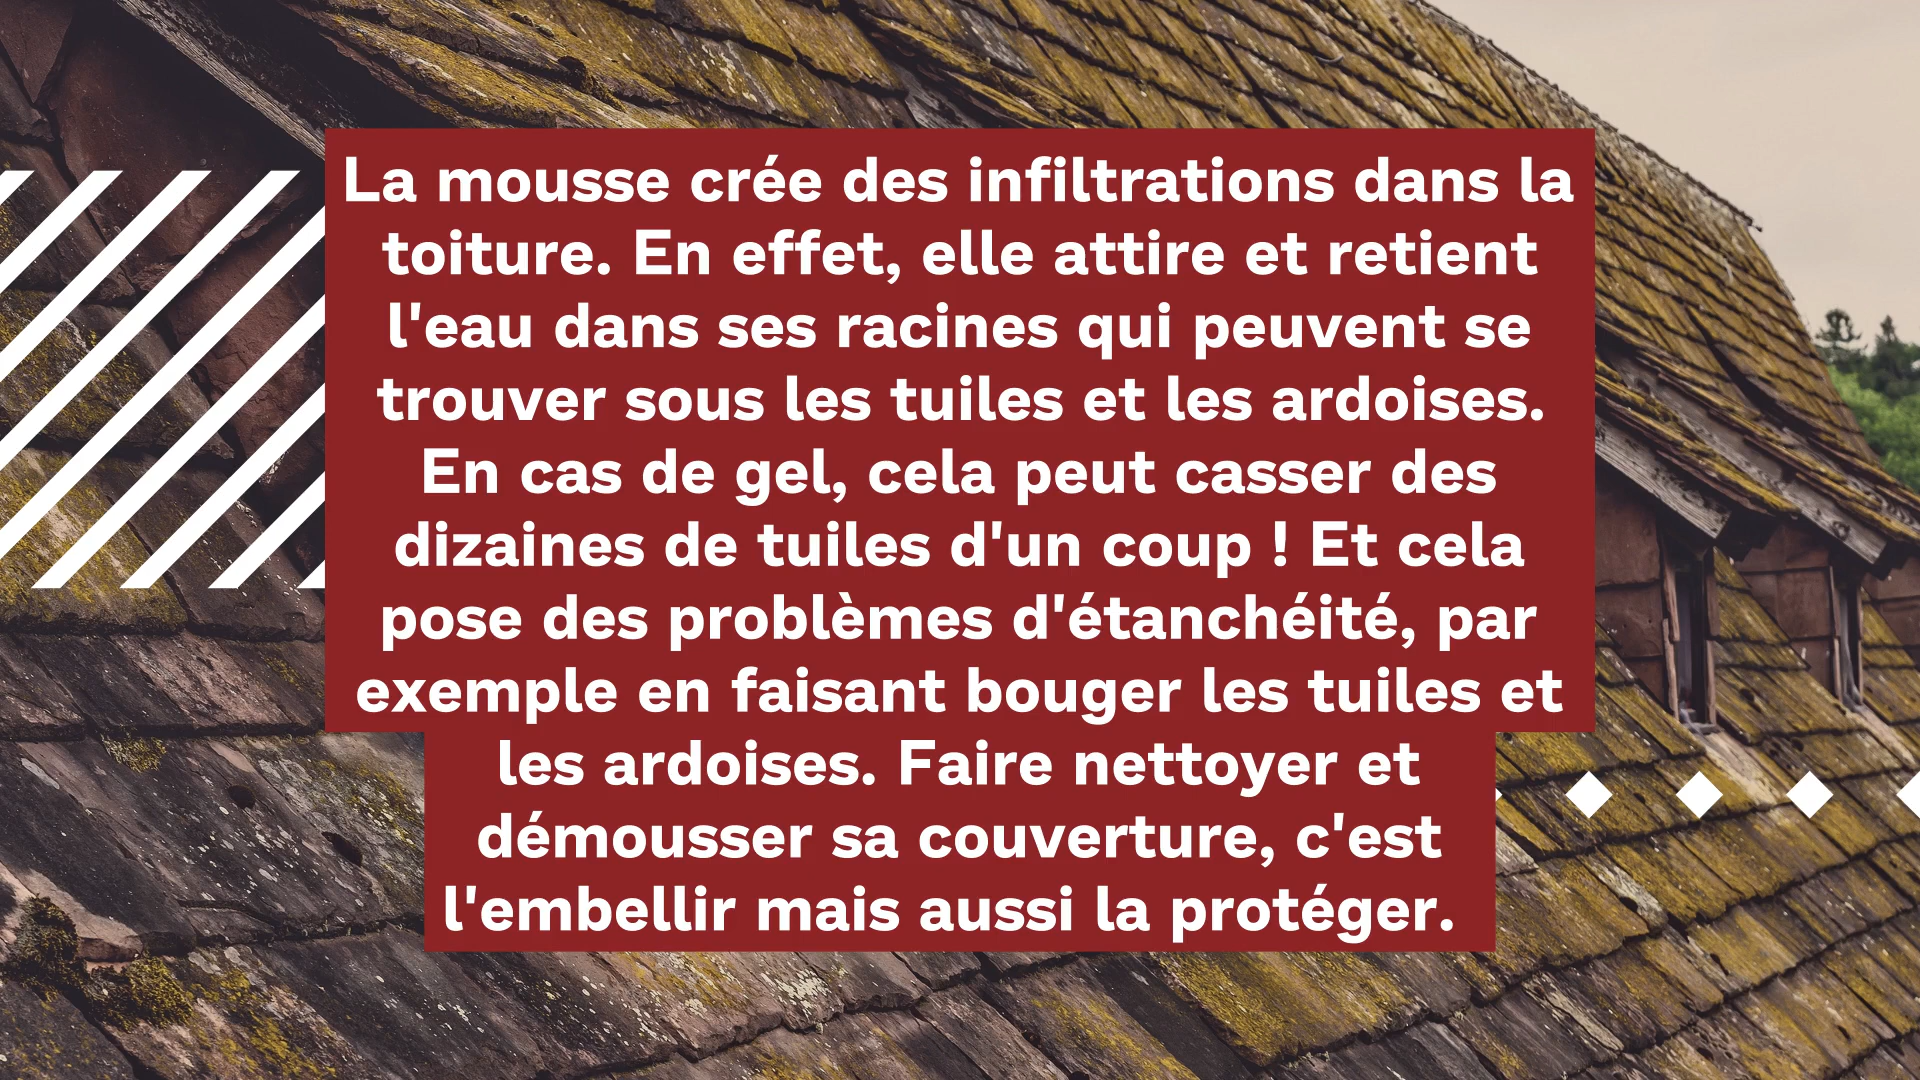 La mousse crée des infiltrations dans la
toiture. En effet, elle attire et retient
l'eau dans ses racines qui peuvent se
trouver sous les tuiles et les ardoises.
En cas de gel, cela peut casser des
dizaines de tuiles d'un coup ! Et cela
pose des problèmes d'étanchéité, par
exemple en faisant bouger les tuiles et
les ardoises. Faire nettoyer et
démousser sa couverture, c'est
l'embellir mais aussi la protéger.